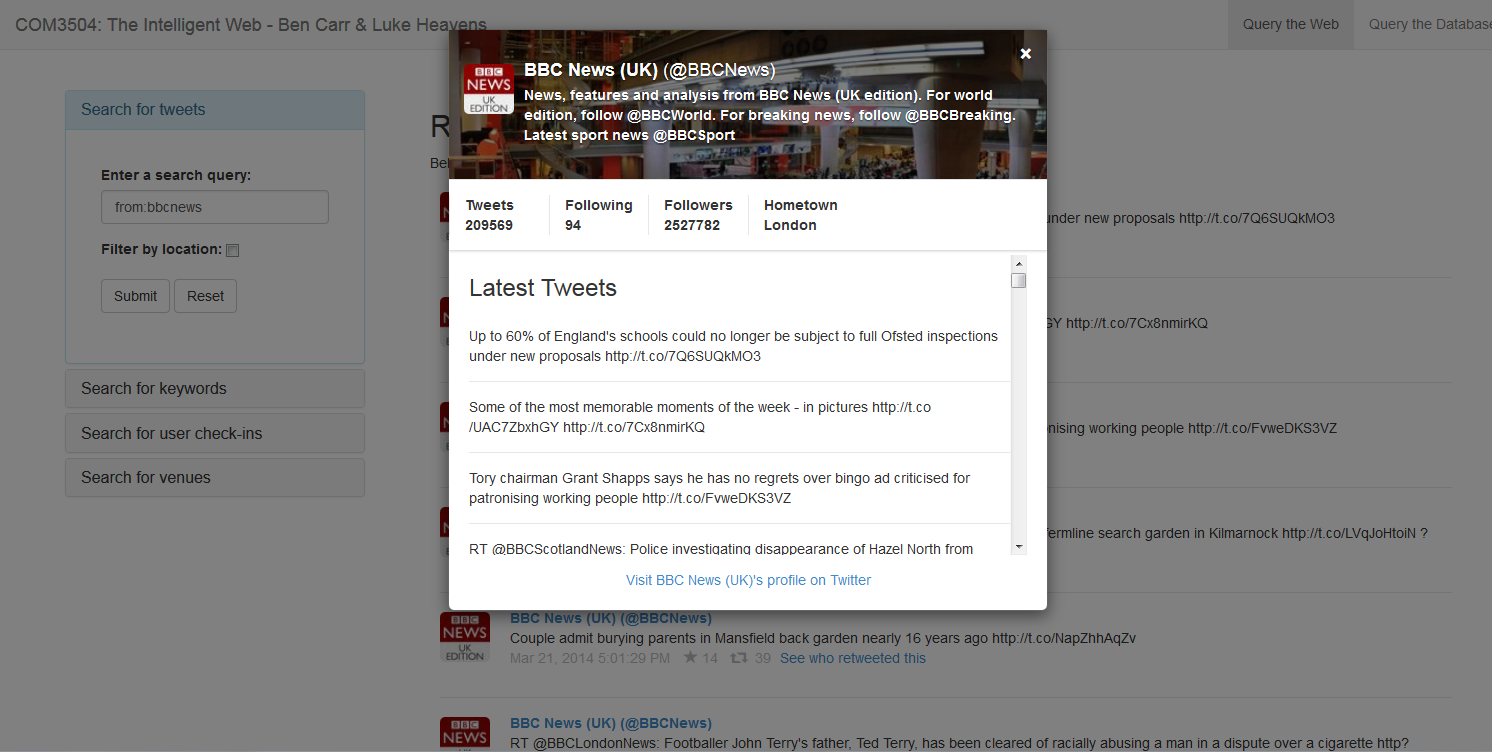 COM3504: The Intelligent Web - Ben Carr & Luke Heavens
Query the Web
Query the Database
Search for tweets
Enter a search query:
from:bbcnews
Filter by location:
Submit
Reset
Search for keywords
Search for user check-ins
Search for venues
BBC
NEWS
UK
EDITION
BBC News (UK) (@BBCNews)
News, features and analysis from BBC News (UK edition). For world
edition, follow @BBCWorld. For breaking news, follow @BBCBreaking.
Latest sport news @BBCSport
Tweets
209569
Following
94
Followers
2527782
Hometown
London
Latest Tweets
Up to 60% of England's schools could no longer be subject to full Ofsted inspections
under new proposals http://t.co/7Q6SUQkMO3
Some of the most memorable moments of the week - in pictures http://t.co
/UAC7ZbxhGY http://t.co/7Cx8nmirKQ
Tory chairman Grant Shapps says he has no regrets over bingo ad criticised for
patronising working people http://t.co/FvweDKS3VZ
RT @BBCScotlandNews: Police investigating disappearance of Hazel North from
Visit BBC News (UK)'s profile on Twitter
under new proposals http://t.co/7Q6SUQkMO3
GY http://t.co/7Cx8nmirKQ
nising working people http://t.co/FvweDKS3VZ
fermline search garden in Kilmarnock http://t.co/LVqJoHtoiN ?
BBC
NEWS
UK
EDITION
BBC News (UK) (@BBCNews)
Couple admit burying parents in Mansfield back garden nearly 16 years ago http://t.co/NapZhhAqZv
Mar 21, 2014 5:01:29 PM 14 39 See who retweeted this
BBC
NEWS
BBC News (UK) (@BBCNews)
RT @BBCLondonNews: Footballer John Terry's father, Ted Terry, has been cleared of racially abusing a man in a dispute over a cigarette http?